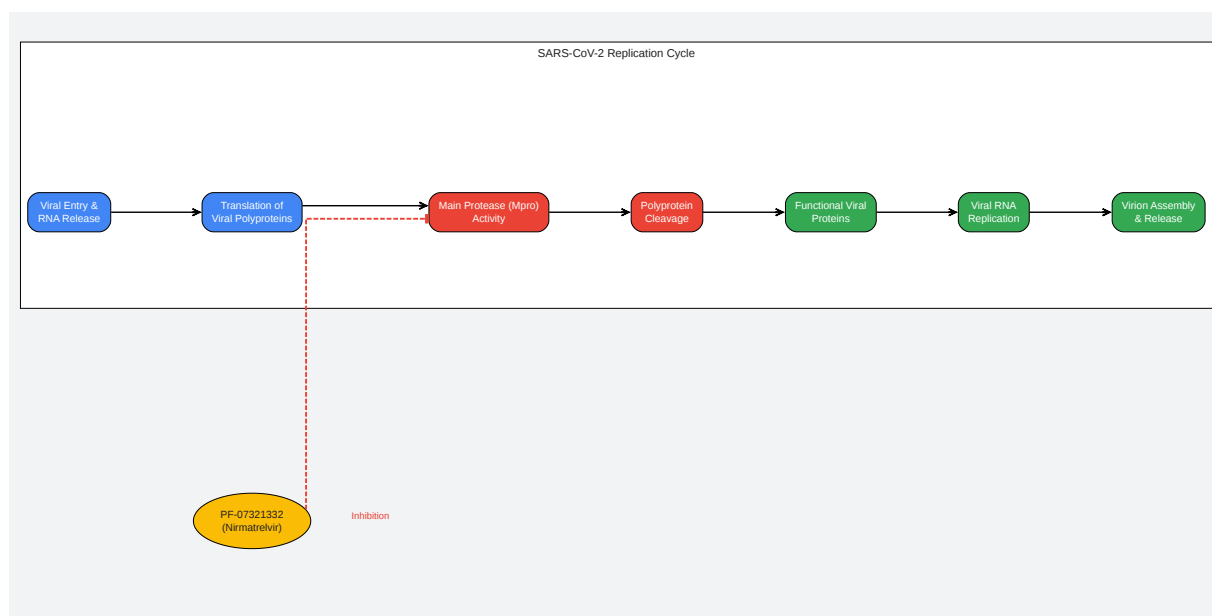 SARS-CoV-2 Replication Cycle
Viral Entry &
RNA Release
Translation of
Viral Polyproteins
Main Protease (Mpro)
Activity
Polyprotein
Cleavage
Functional Viral
Proteins
Viral RNA
Replication
Virion Assembly
& Release
PF-07321332
(Nirmatrelvir)
Inhibition